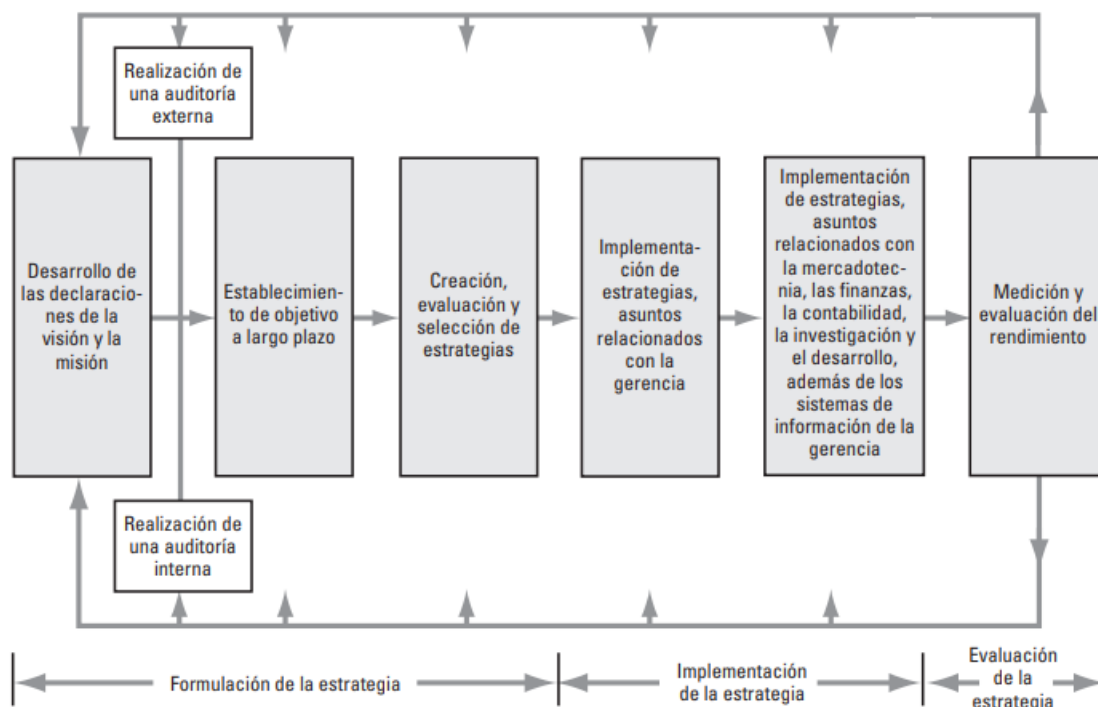 Realización de
una auditoría
externa
Desarrollo de
las declaracio-
nes de la
visión y la
misión
Establecimien-
to de objetivo
a largo plazo
Creación,
evaluación y
selección de
estrategias
Implementa-
ción de
estrategias,
asuntos
relacionados
con la
gerencia
Implementación
de estrategias,
asuntos
relacionados con
la mercadotec-
nia, las finanzas,
la contabilidad,
la investigación y
el desarrollo,
además de los
sistemas de
información de la
gerencia
Medición y
evaluación del
rendimiento
Realización de
una auditoría
interna
Formulación de la estrategia
Implementación
de la estrategia
Evaluación
de la
estrategia